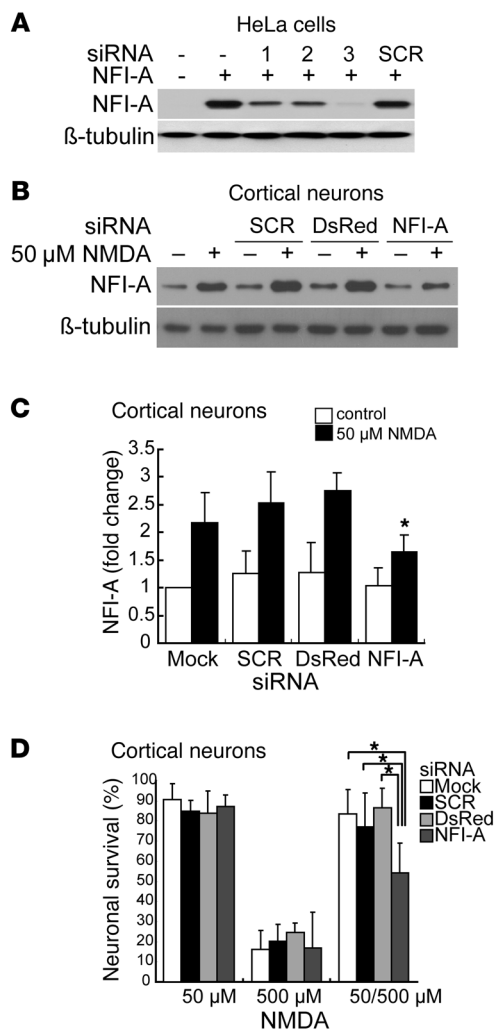 A
HeLa cells
siRNA - - 1 2 3 SCR
NFI-A - + + + + +
NFI-A
ß-tubulin
B
Cortical neurons
siRNA SCR DsRed NFI-A
50 µM NMDA – + – + – + – +
NFI-A
ß-tubulin
C
Cortical neurons
control
50 µM NMDA
NFI-A (fold change)
3.5
3
2.5
2
1.5
1
0.5
0
*
Mock SCR DsRed NFI-A
siRNA
D
Cortical neurons
Neuronal survival (%)
100
90
80
70
60
50
40
30
20
10
0
*
*
*
siRNA
Mock
SCR
DsRed
NFI-A
50 µM 500 µM 50/500 µM
NMDA